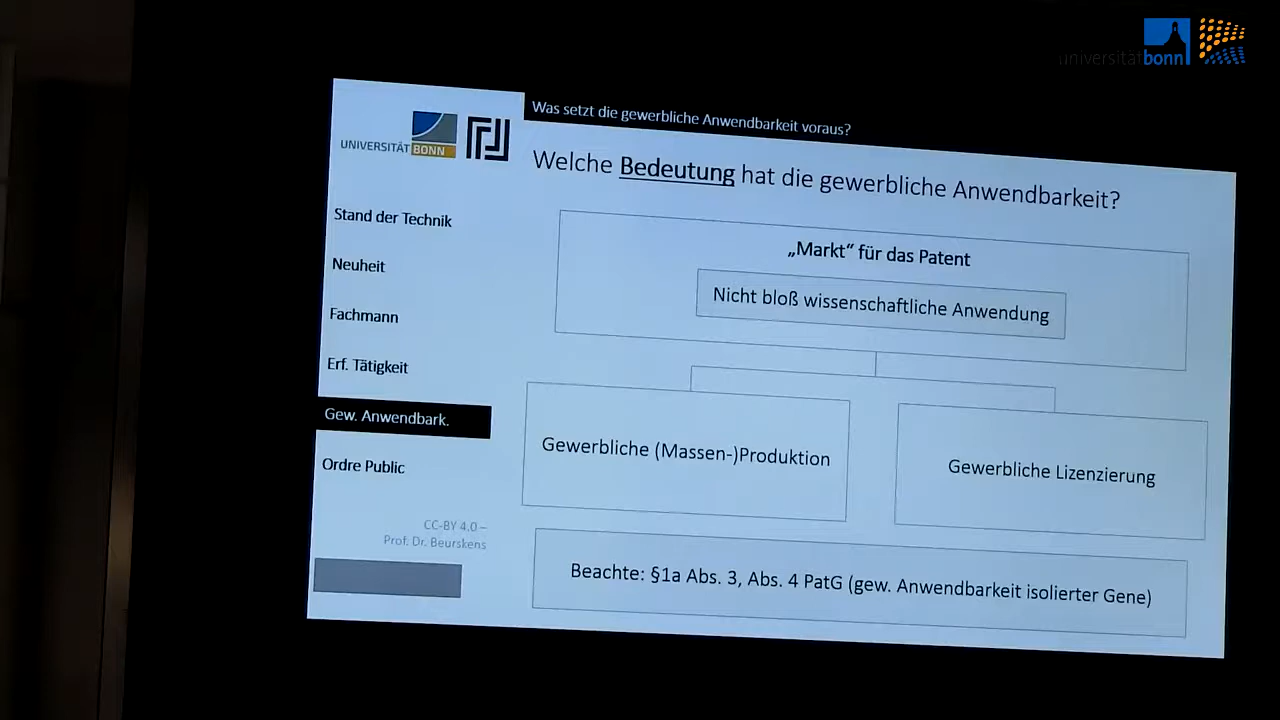 universitätbonn
Was setzt die gewerbliche Anwendbarkeit voraus?
UNIVERSITÄT BONN
Welche Bedeutung hat die gewerbliche Anwendbarkeit?
Stand der Technik
Neuheit
Fachmann
Erf. Tätigkeit
Gew. Anwendbark.
Ordre Public
CC-BY 4.0 –
Prof. Dr. Beurskens
„Markt“ für das Patent
Nicht bloß wissenschaftliche Anwendung
Gewerbliche (Massen-)Produktion
Gewerbliche Lizenzierung
Beachte: §1a Abs. 3, Abs. 4 PatG (gew. Anwendbarkeit isolierter Gene)